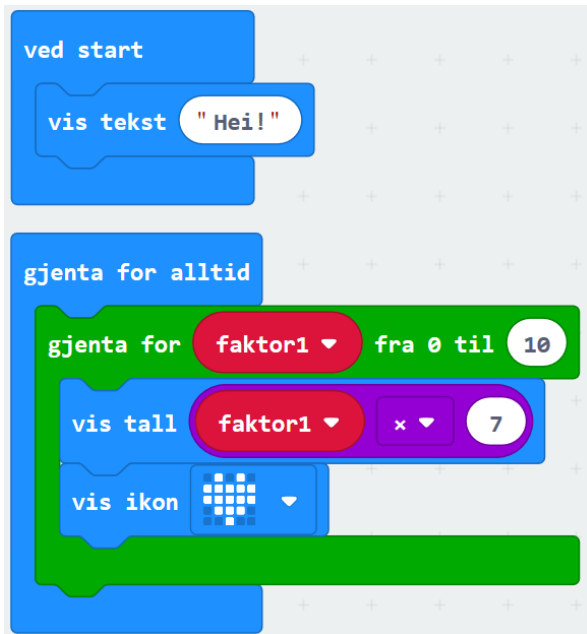 ved start
vis tekst "Hei!"
gjenta for alltid
gjenta for faktor1 fra 0 til 10
vis tall faktor1 × 7
vis ikon